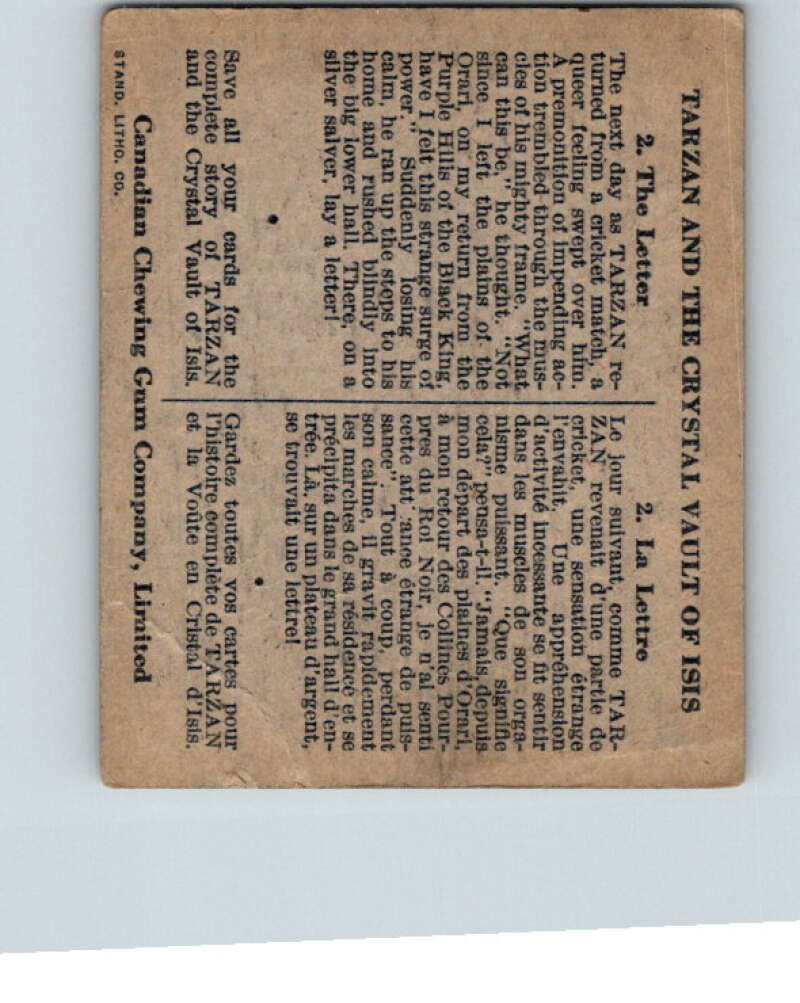 TARZAN AND THE CRYSTAL VAULT OF ISIS
2. The Letter
The next day as TARZAN re-
turned from a cricket match, a
queer feeling swept over him.
A premonition of impending ac-
tion trembled through the mus-
cles of his mighty frame. "What
can this be," he thought. "Not
since I left the plains of the
Orari, on my return from the
Purple Hills of the Black King,
have I felt this strange surge of
power." Suddenly losing his
calm, he ran up the steps to his
home and rushed blindly into
the big lower hall. There, on a
silver salver, lay a letter!
Save all your cards for the
complete story of TARZAN
and the Crystal Vault of Isis.
2. La Lettre
Le jour suivant, comme TAR-
ZAN revenait d'une partie de
cricket, une sensation étrange
l'envahit. Une appréhension
d'activité incessante se fit sentir
dans les muscles de son orga-
nisme puissant. "Que signifie
cela?" pensa-t-il. "Jamais, depuis
mon départ des plaines d'Orari,
à mon retour des Collines Pour-
pres du Roi Noir, je n'ai senti
cette étrange de puis-
sance". Tout à coup, perdant
son calme, il gravit rapidement
les marches de sa résidence et se
précipita dans le grand hall d'en-
trée. Là, sur un plateau d'argent,
se trouvait une lettre!
Gardez toutes vos cartes pour
l'histoire complète de TARZAN
et la Voûte en Cristal d'Isis.
Canadian Chewing Gum Company, Limited
STAND. LITHO. CO.